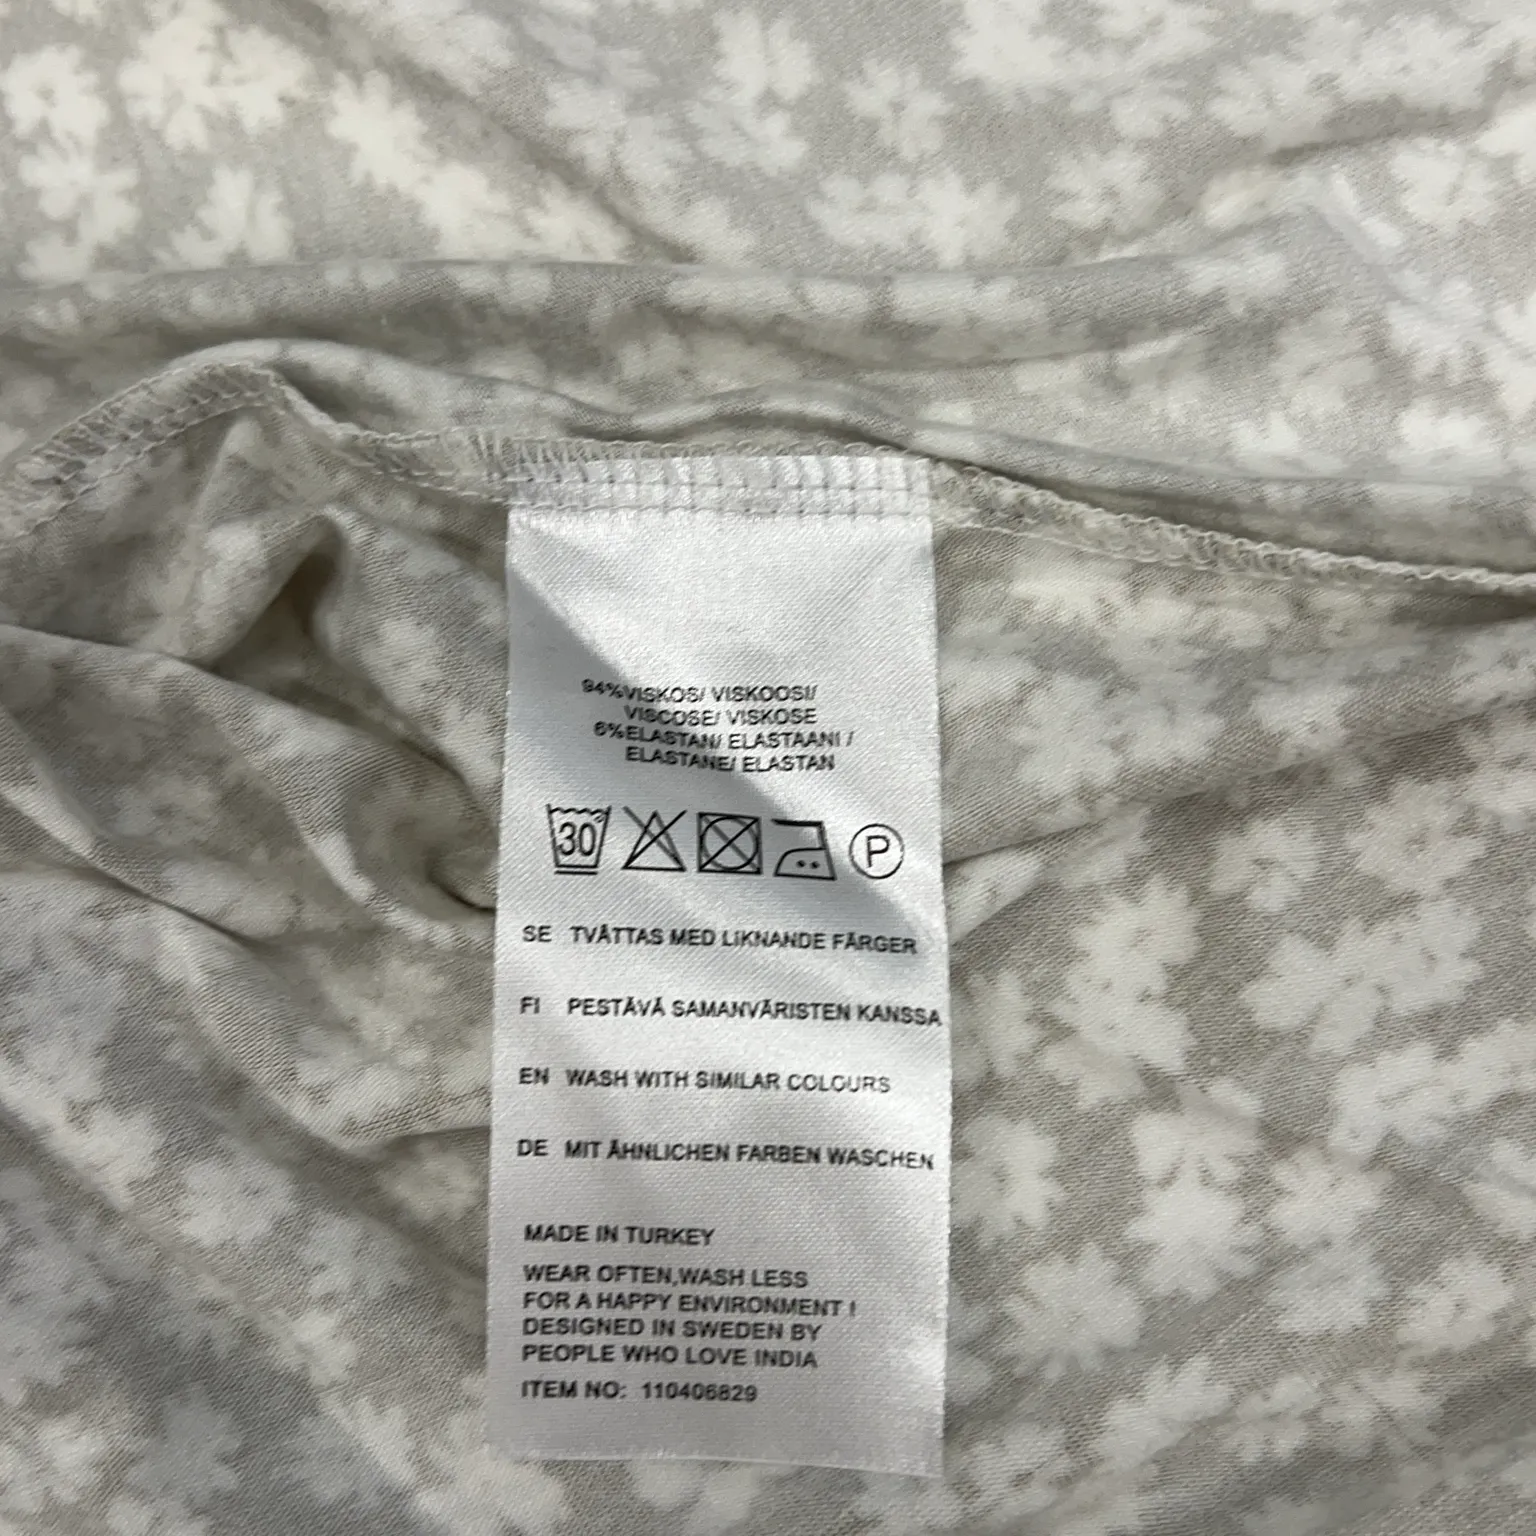 94%VISKOS/ VISKOOSI/
VISCOSE/ VISKOSE
6%ELASTAN/ ELASTAANI /
ELASTANE/ ELASTAN
30
P
SE TVÄTTAS MED LIKNANDE FÄRGER
FI PESTÄVÄ SAMANVÄRISTEN KANSSA
EN WASH WITH SIMILAR COLOURS
DE MIT ÄHNLICHEN FARBEN WASCHEN
MADE IN TURKEY
WEAR OFTEN,WASH LESS
FOR A HAPPY ENVIRONMENT !
DESIGNED IN SWEDEN BY
PEOPLE WHO LOVE INDIA
ITEM NO: 110406829